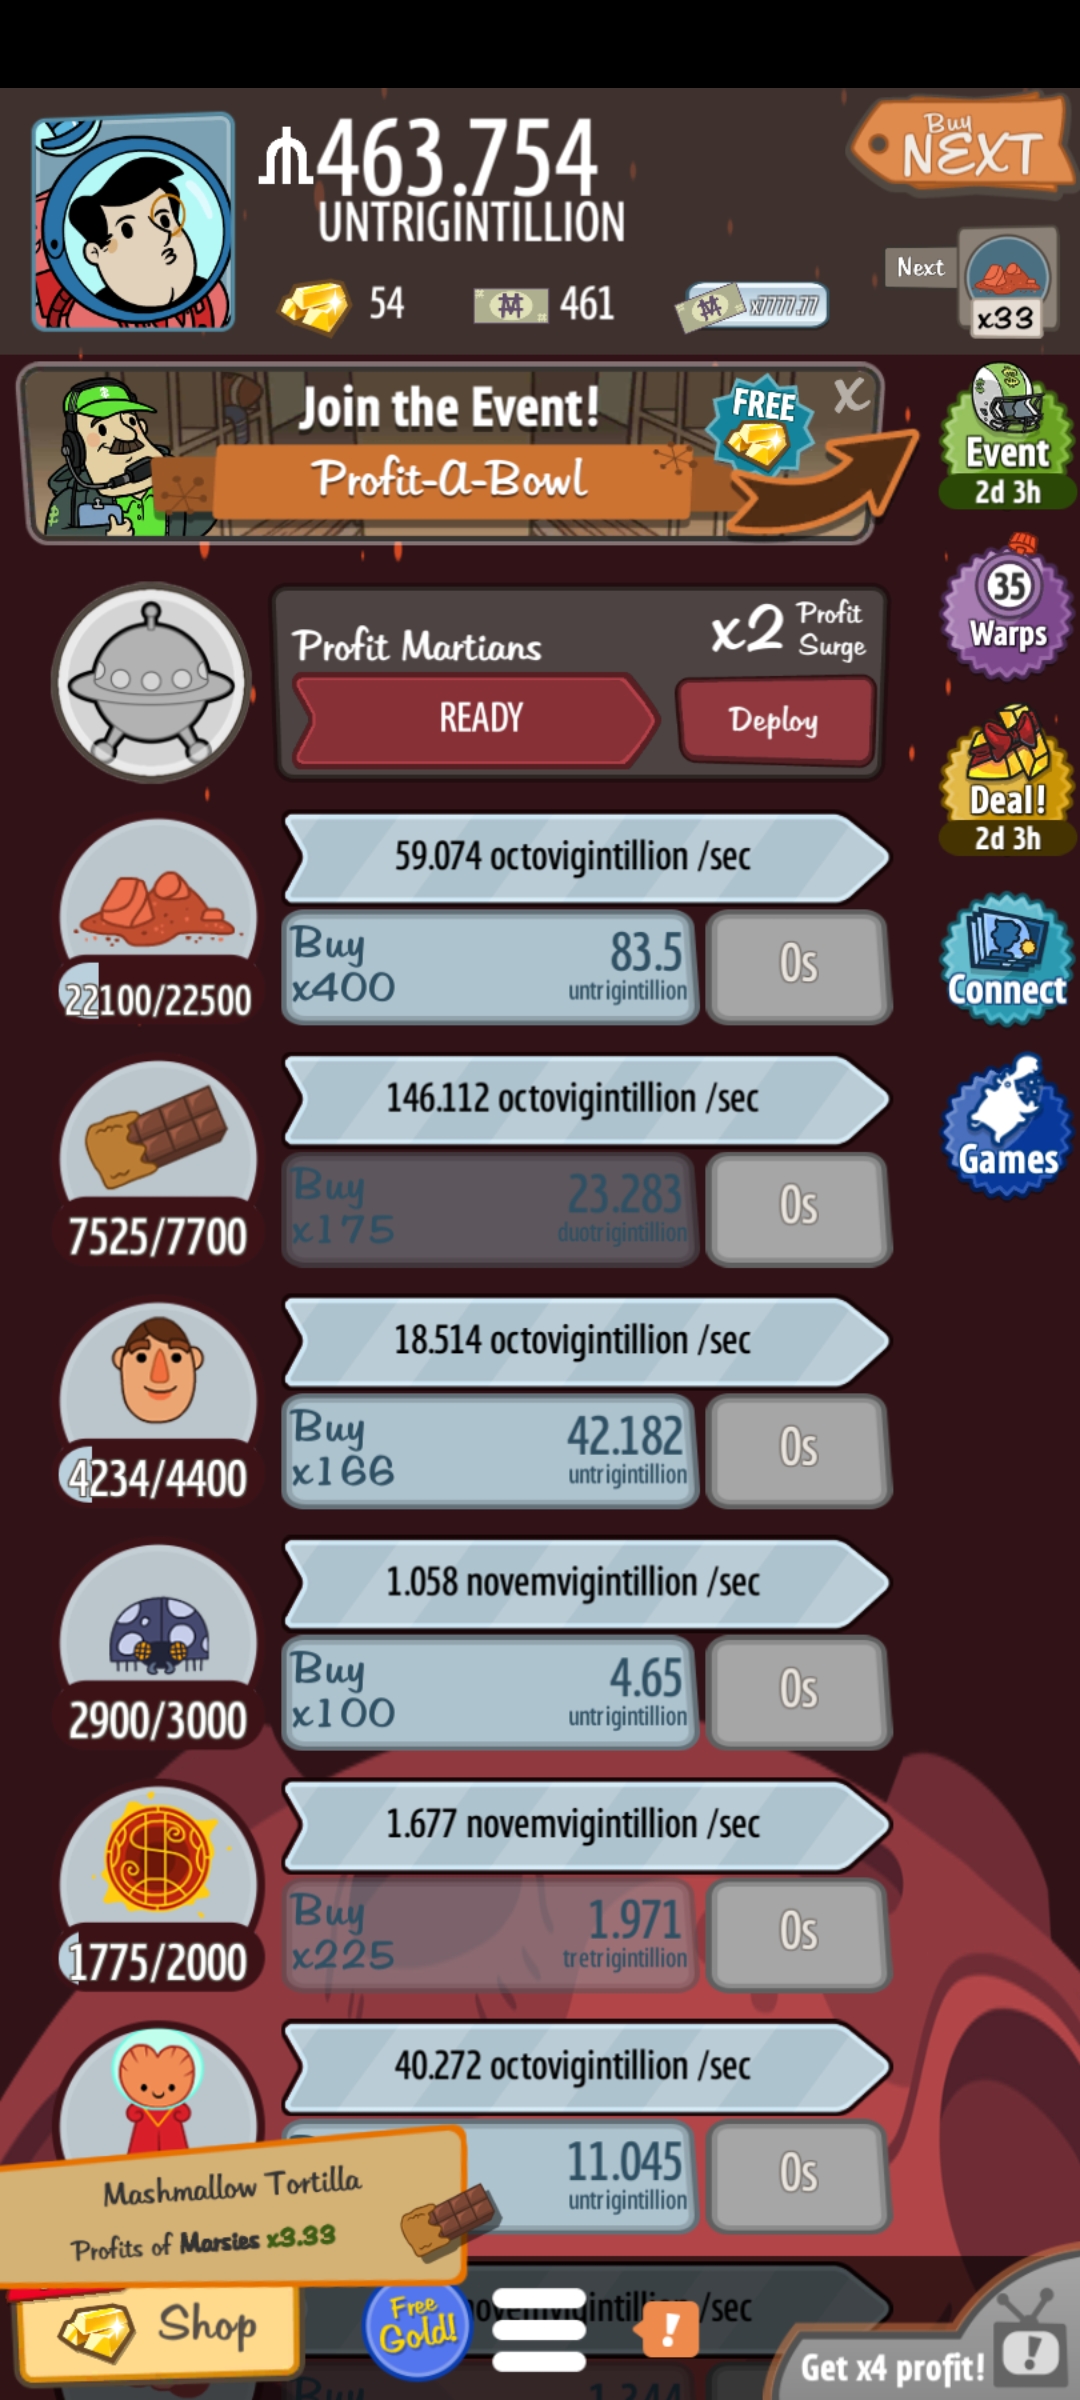 463.754
UNTRIGINTILLION
Buy
NEXT
54
461
x7777.77
Next
x33
Join the Event!
FREE
X
Profit-A-Bowl
Event
2d 3h
35
Warps
Profit Martians
x2 Profit
Surge
READY
Deploy
Deal!
2d 3h
59.074 octovigintillion /sec
Buy
x400
83.5
untrigintillion
0s
22100/22500
Connect
146.112 octovigintillion /sec
Buy
x175
23.283
duotrigintillion
0s
7525/7700
Games
18.514 octovigintillion /sec
Buy
x166
42.182
untrigintillion
0s
4234/4400
1.058 novemvigintillion /sec
Buy
x100
4.65
untrigintillion
0s
2900/3000
1.677 novemvigintillion /sec
Buy
x225
1.971
tretrigintillion
0s
1775/2000
40.272 octovigintillion /sec
11.045
untrigintillion
0s
Mashmallow Tortilla
Profits of Marsies x3.33
Shop
Free
Gold!
novemvigintillion /sec
!
Get x4 profit!
!
Buy
1.344